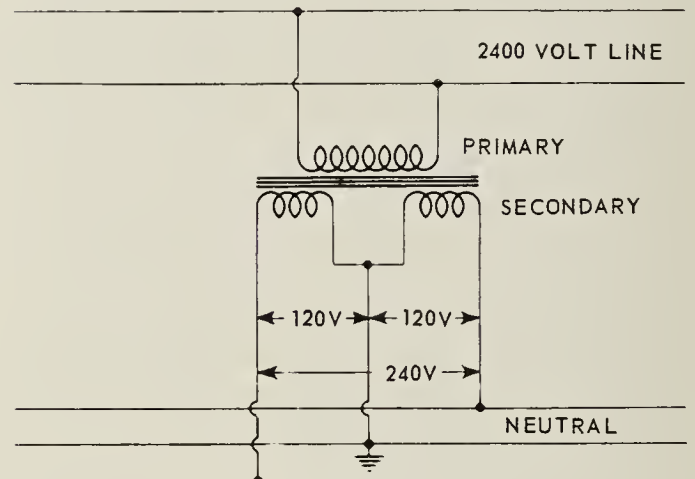 2400 VOLT LINE
PRIMARY
SECONDARY
120V 120V
240V
NEUTRAL